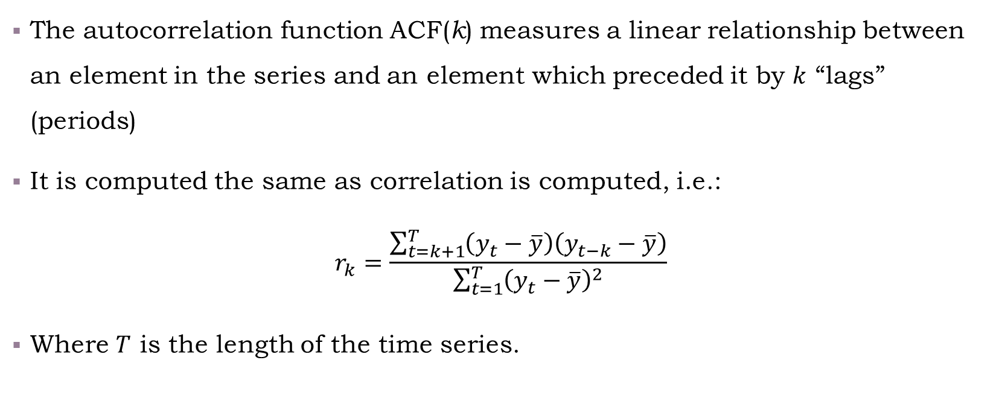 ▪ The autocorrelation function ACF(k) measures a linear relationship between
an element in the series and an element which preceded it by k “lags”
(periods)
▪ It is computed the same as correlation is computed, i.e.:
r_k = \frac{\sum_{t=k+1}^{T}(y_t − \bar{y})(y_{t−k} − \bar{y})}{\sum_{t=1}^{T}(y_t − \bar{y})^2}
▪ Where T is the length of the time series.